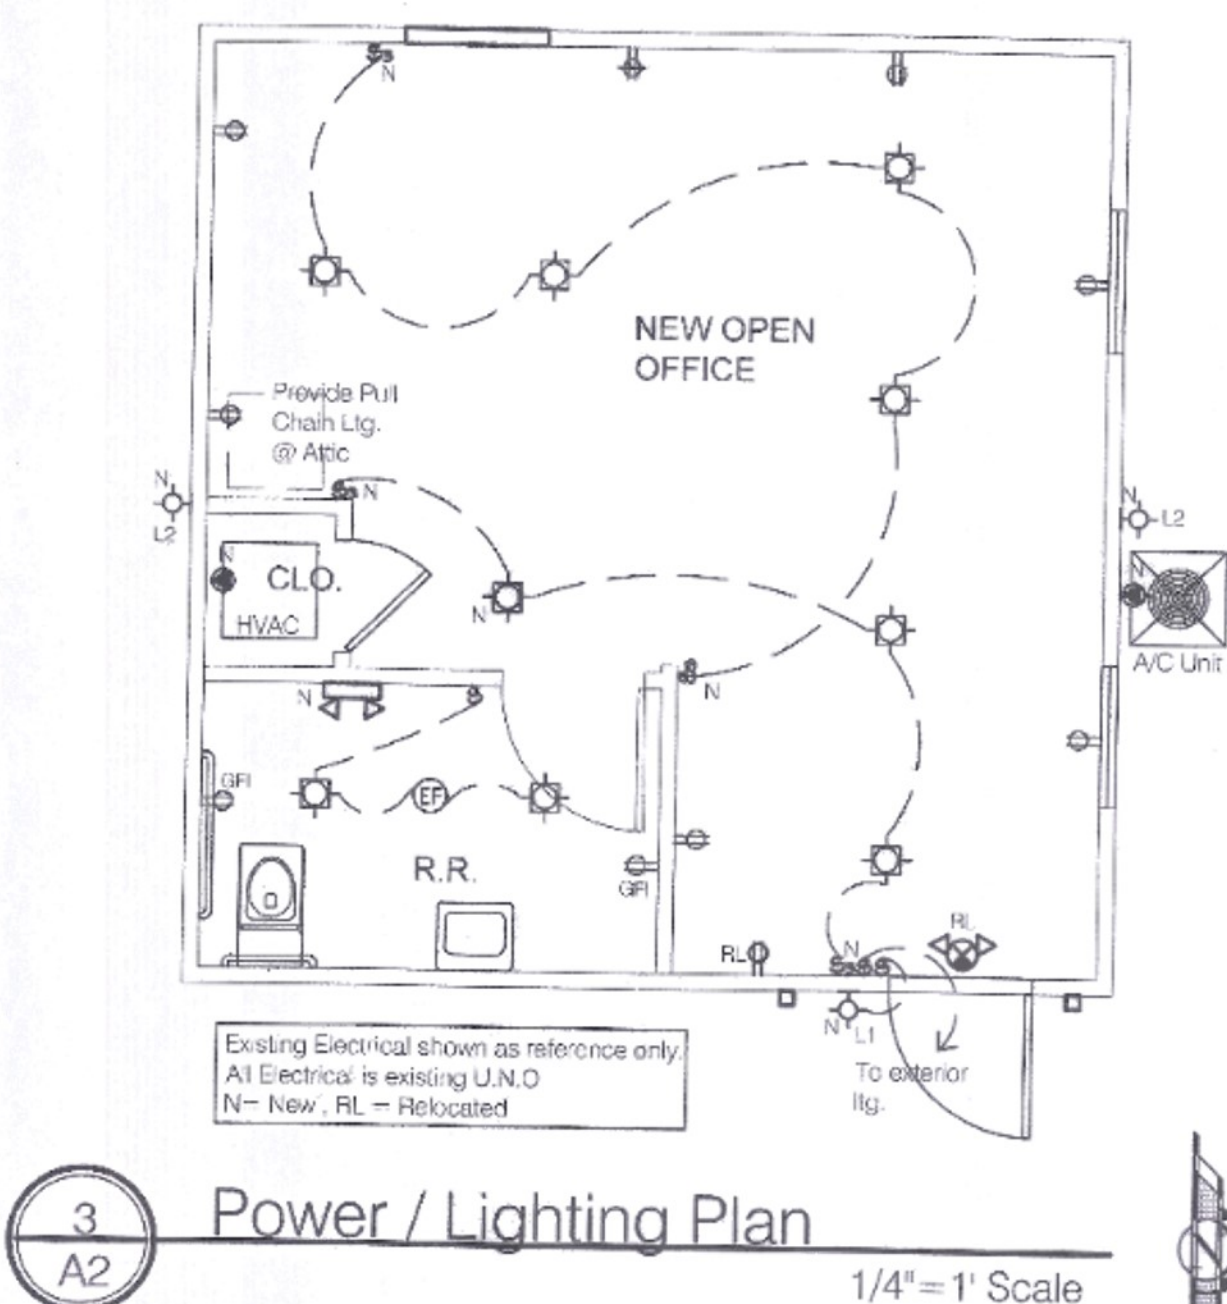 N
NEW OPEN
OFFICE
Provide Pull
Chain Ltg.
@ Attic
N
N
L2
N
L2
N
CLO.
HVAC
N
N
A/C Unit
N
N
GFI
EF
R.R.
GFI
RL
N
RL
N
L1
To exterior
ltg.
Existing Electrical shown as reference only.
All Electrical is existing U.N.O
N= New, RL = Relocated
3
A2
Power / Lighting Plan
1/4" = 1' Scale
N